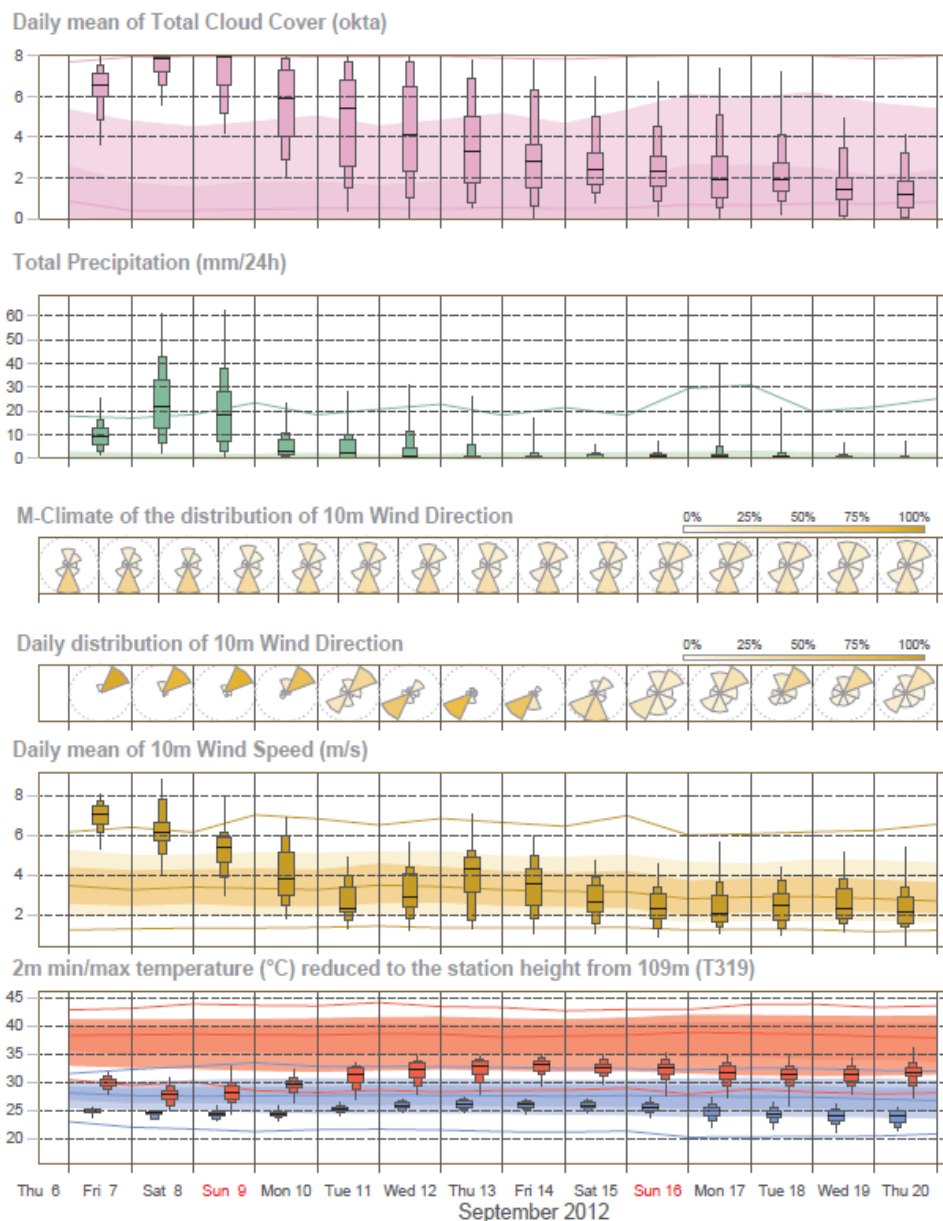 Daily mean of Total Cloud Cover (okta)
8
6
4
2
0
Total Precipitation (mm/24h)
60
50
40
30
20
10
0
M-Climate of the distribution of 10m Wind Direction
0% 25% 50% 75% 100%
Daily distribution of 10m Wind Direction
0% 25% 50% 75% 100%
Daily mean of 10m Wind Speed (m/s)
8
6
4
2
2m min/max temperature (°C) reduced to the station height from 109m (T319)
45
40
35
30
25
20
Thu 6 Fri 7 Sat 8 Sun 9 Mon 10 Tue 11 Wed 12 Thu 13 Fri 14 Sat 15 Sun 16 Mon 17 Tue 18 Wed 19 Thu 20
September 2012